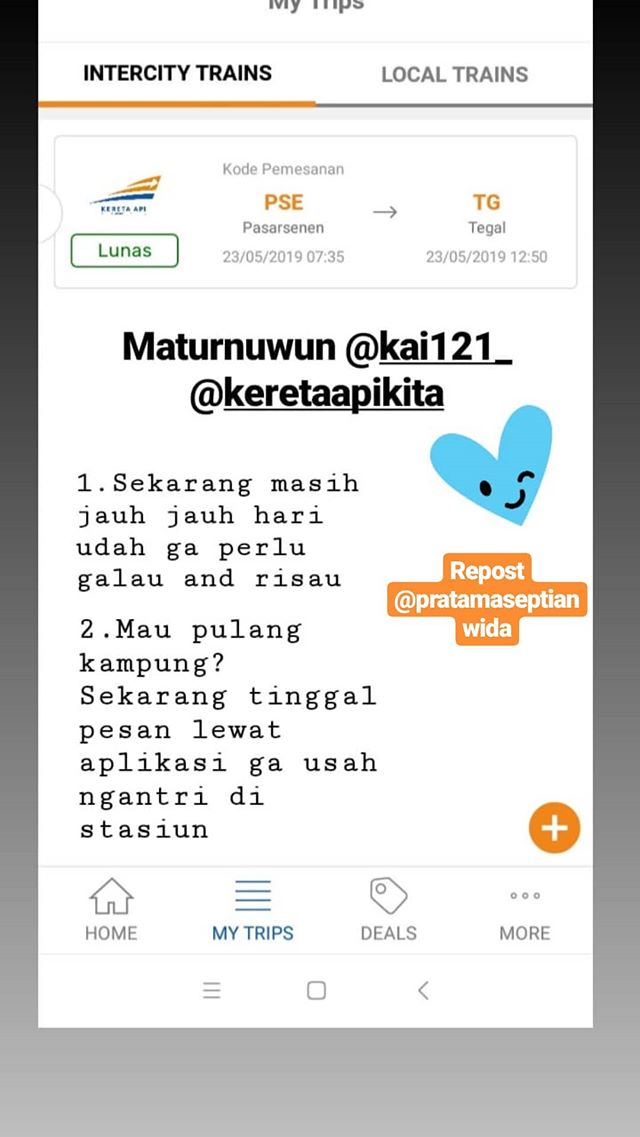 My Trips
INTERCITY TRAINS
LOCAL TRAINS
Kode Pemesanan
KERETA API
PSE
TG
Pasarsenen
Tegal
Lunas
23/05/2019 07:35
23/05/2019 12:50
Maturnuwun @kai121_
@keretaapikita
1.Sekarang masih
jauh jauh hari
udah ga perlu
galau and risau
Repost
@pratamaseptian
wida
2.Mau pulang
kampung?
Sekarang tinggal
pesan lewat
aplikasi ga usah
ngantri di
stasiun
HOME
MY TRIPS
DEALS
MORE